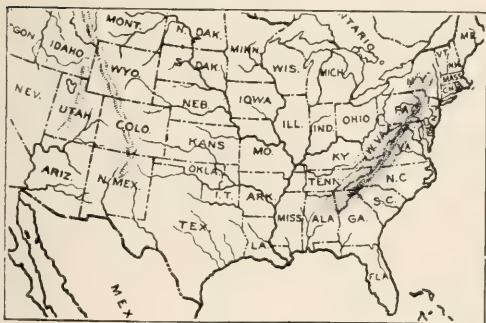 MONT.
N.
DAK.
MINN.
ONTARIO
ME.
GON
IDAHO
VT.
N.H.
WYO.
S.
DAK.
WIS.
MICH.
N.Y.
MASS
CN
NEV.
NEB.
IOWA
PA.
UTAH
COLO.
ILL.
IND.
OHIO
W.VA.
VA.
KANS
MO.
KY
ARIZ.
N.MEX.
OKLA.
I.T.
ARK.
TENN.
N.C
S.C.
MISS
ALA
GA.
TEX.
LA.
FLA.
MEX